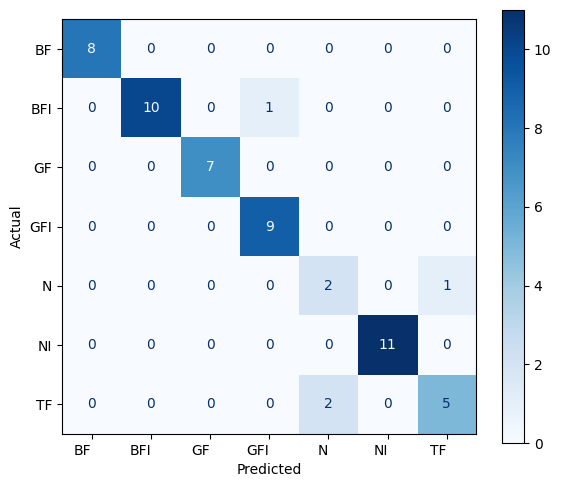 BF 8 0 0 0 0 0 0
BFI 0 10 0 1 0 0 0
GF 0 0 7 0 0 0 0
GFI 0 0 0 9 0 0 0
N 0 0 0 0 2 0 1
NI 0 0 0 0 0 11 0
TF 0 0 0 0 2 0 5
BF BFI GF GFI N NI TF
Predicted
Actual
10
8
6
4
2
0